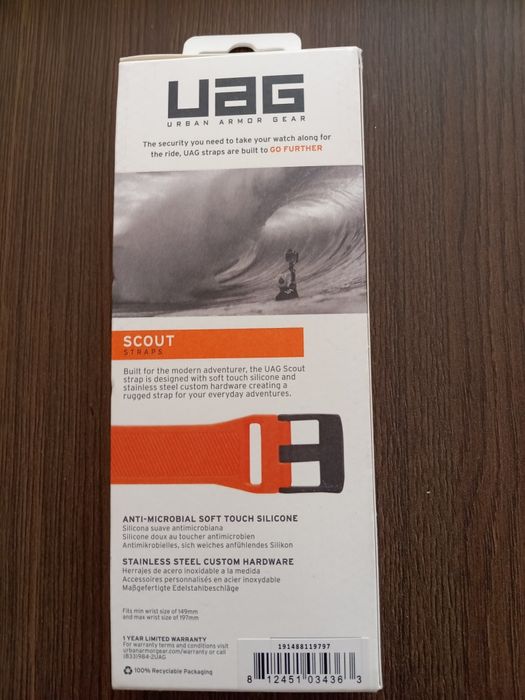 UAG
URBAN ARMOR GEAR
The security you need to take your watch along for
the ride, UAG straps are built to GO FURTHER
SCOUT
STRAPS
Built for the modern adventurer, the UAG Scout
strap is designed with soft touch silicone and
stainless steel custom hardware creating a
rugged strap for your everyday adventures.
ANTI-MICROBIAL SOFT TOUCH SILICONE
Silicona suave antimicrobiana
Silicone doux au toucher antimicrobien
Antimikrobielles, sich weiches anfühlendes Silikon
STAINLESS STEEL CUSTOM HARDWARE
Herrajes de acero inoxidable a la medida
Accessoires personnalisés en acier inoxydable
Maßgefertigte Edelstahlbeschläge
Fits min wrist size of 149mm
and max wrist size of 197mm
1 YEAR LIMITED WARRANTY
For warranty terms and conditions visit
urbanarmorgear.com/warranty or call
(833)984-2UAG
100% Recyclable Packaging
191488119797
8 12451 03436 3